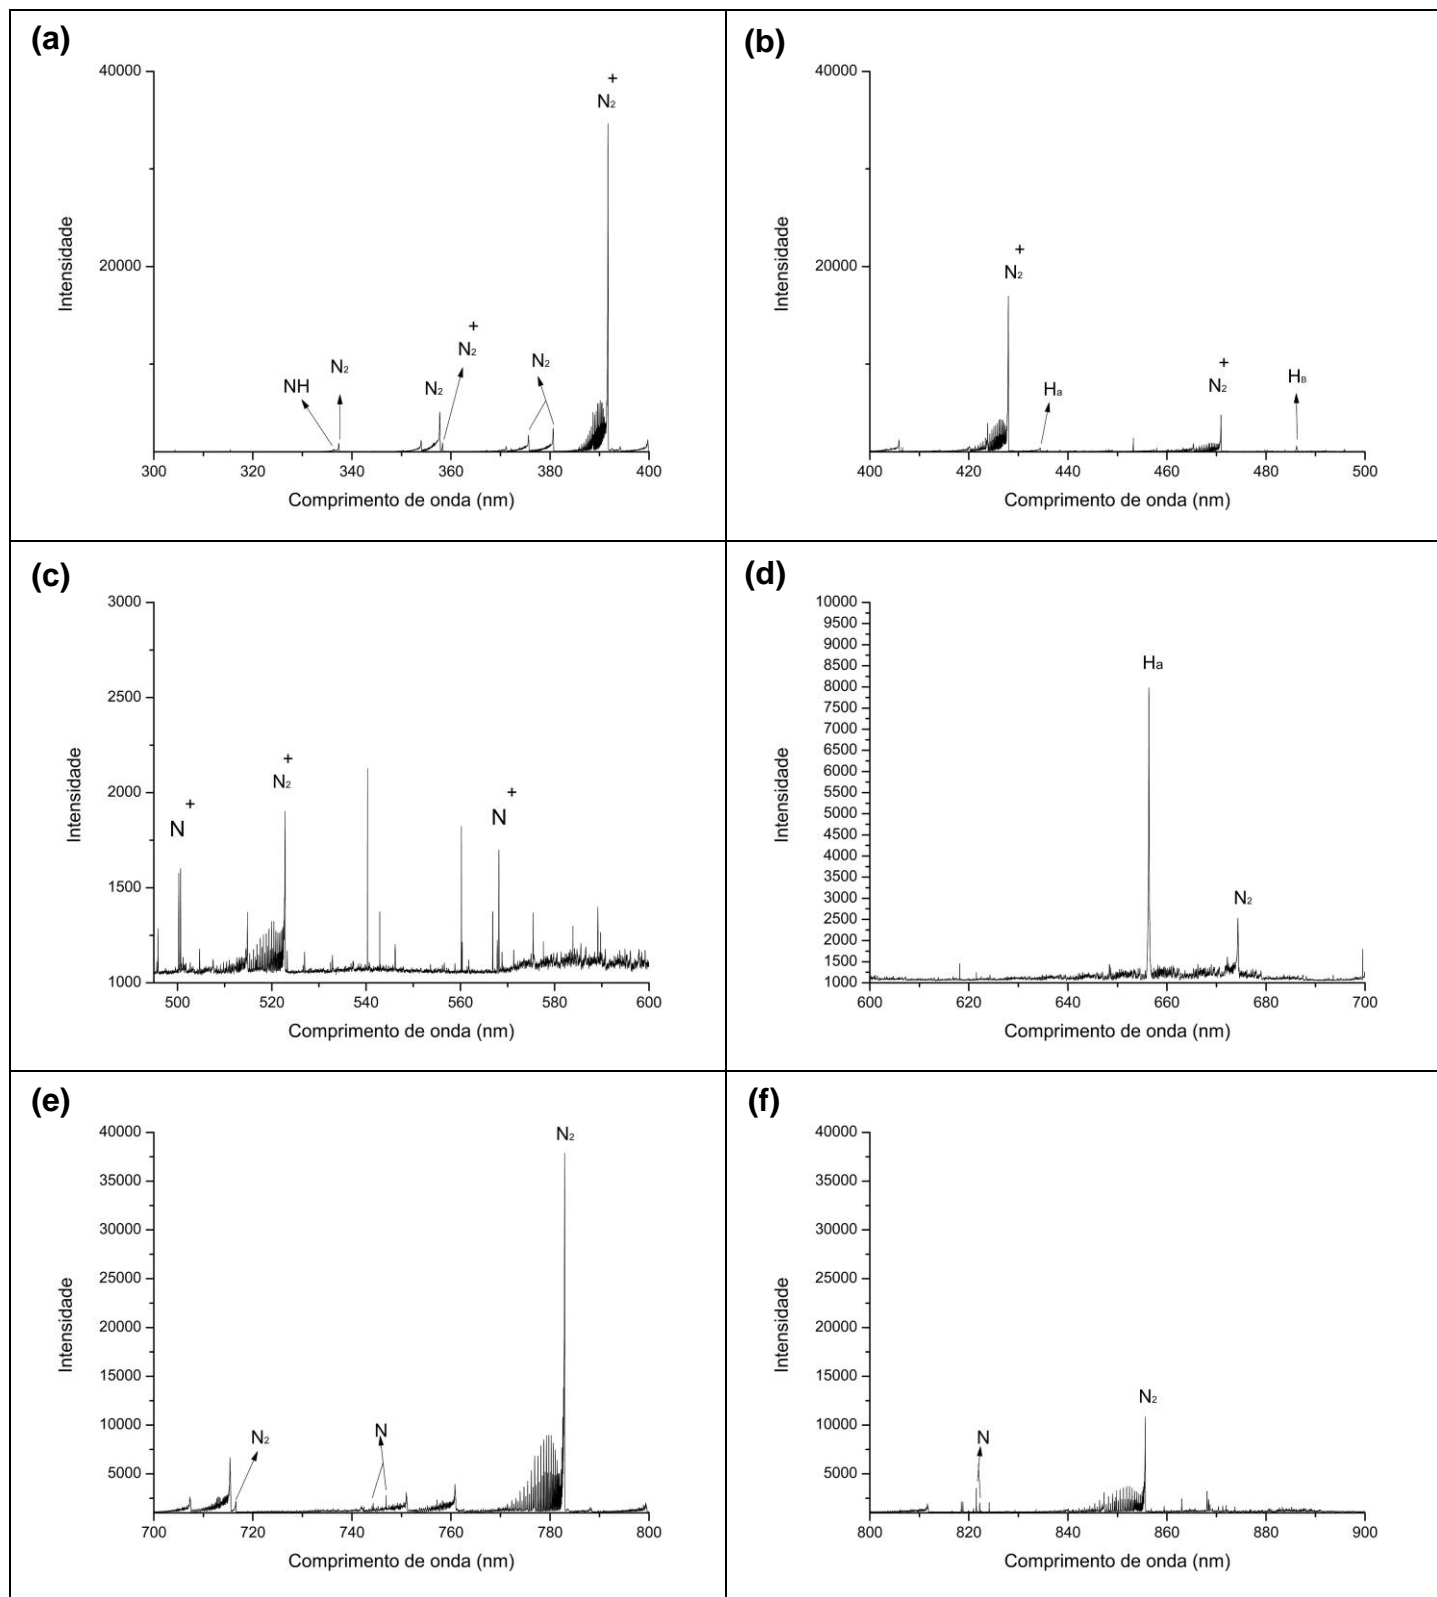 (a)
40000
20000
Intensidade
NH
N₂
N₂
+
N₂
N₂
+
N₂
300 320 340 360 380 400
Comprimento de onda (nm)
(b)
40000
20000
Intensidade
+
N₂
Ha
+
N₂
HB
400 420 440 460 480 500
Comprimento de onda (nm)
(c)
3000
2500
2000
1500
1000
Intensidade
+
N
+
N₂
+
N
500 520 540 560 580 600
Comprimento de onda (nm)
(d)
10000
9500
9000
8500
8000
7500
7000
6500
6000
5500
5000
4500
4000
3500
3000
2500
2000
1500
1000
Intensidade
Ha
N₂
600 620 640 660 680 700
Comprimento de onda (nm)
(e)
40000
35000
30000
25000
20000
15000
10000
5000
Intensidade
N₂
N
N₂
700 720 740 760 780 800
Comprimento de onda (nm)
(f)
40000
35000
30000
25000
20000
15000
10000
5000
Intensidade
N
N₂
800 820 840 860 880 900
Comprimento de onda (nm)